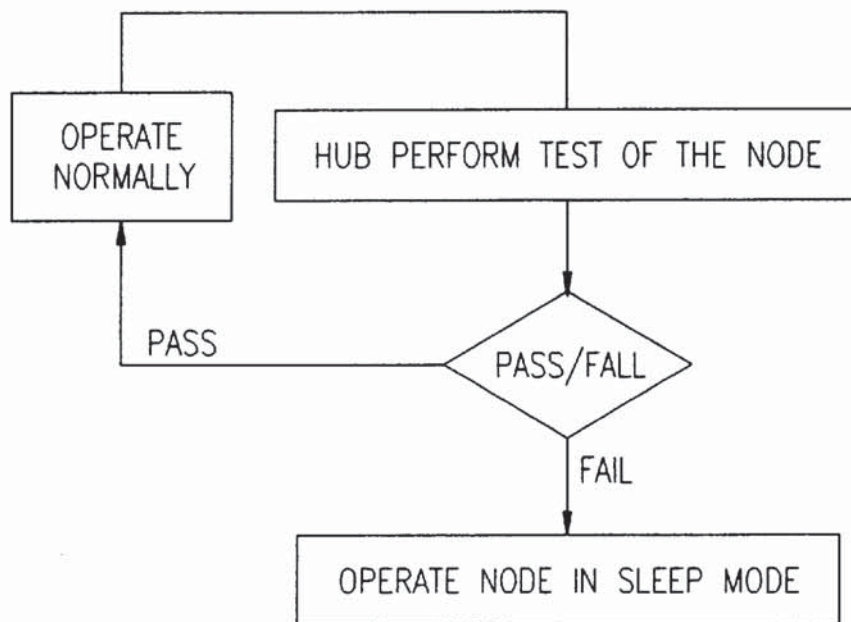 OPERATE
NORMALLY
HUB PERFORM TEST OF THE NODE
PASS
PASS/FALL
FAIL
OPERATE NODE IN SLEEP MODE